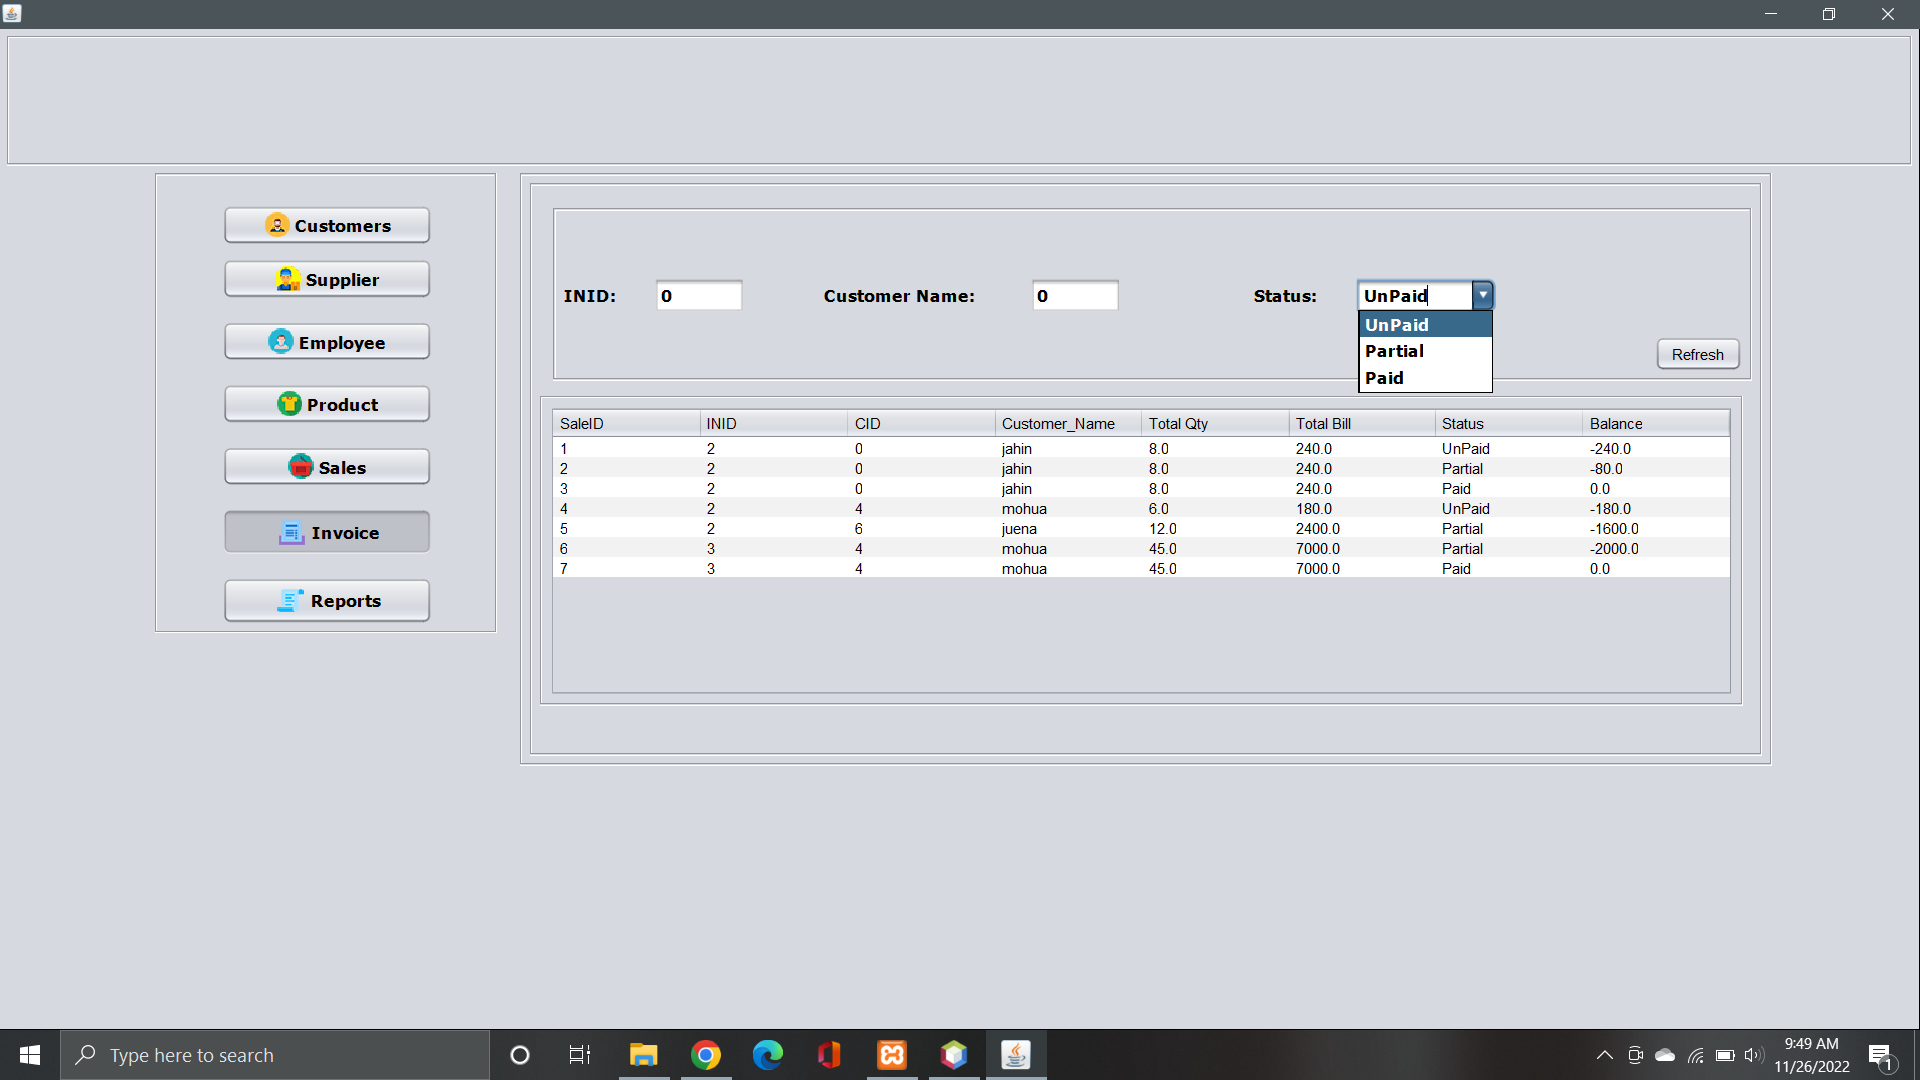 Customers
Supplier
Employee
Product
Sales
Invoice
Reports
INID: 0 Customer Name: 0 Status: UnPaid
UnPaid
Partial
Paid
Refresh
SaleID INID CID Customer_Name Total Qty Total Bill Status Balance
1 2 0 jahin 8.0 240.0 UnPaid -240.0
2 2 0 jahin 8.0 240.0 Partial -80.0
3 2 0 jahin 8.0 240.0 Paid 0.0
4 2 4 mohua 6.0 180.0 UnPaid -180.0
5 2 6 juena 12.0 2400.0 Partial -1600.0
6 3 4 mohua 45.0 7000.0 Partial -2000.0
7 3 4 mohua 45.0 7000.0 Paid 0.0
Type here to search
9:49 AM
11/26/2022
1